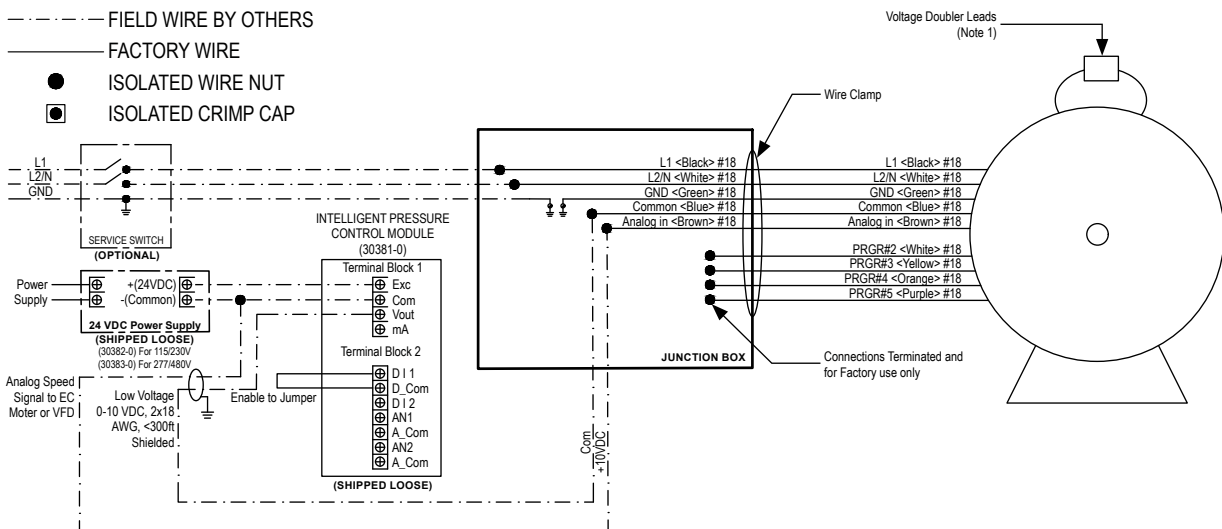 FIELD WIRE BY OTHERS
FACTORY WIRE
ISOLATED WIRE NUT
ISOLATED CRIMP CAP
Voltage Doubler Leads
(Note 1)
Wire Clamp
L1
L2/N
GND
SERVICE SWITCH
(OPTIONAL)
L1 <Black> #18
L2/N <White> #18
GND <Green> #18
Common <Blue> #18
Analog in <Brown> #18
PRGR#2 <White> #18
PRGR#3 <Yellow> #18
PRGR#4 <Orange> #18
PRGR#5 <Purple> #18
L1 <Black> #18
L2/N <White> #18
GND <Green> #18
Common <Blue> #18
Analog in <Brown> #18
JUNCTION BOX
Connections Terminated and
for Factory use only
INTELLIGENT PRESSURE
CONTROL MODULE
(30381-0)
Terminal Block 1
Exc
Com
Vout
mA
Terminal Block 2
D I 1
D_Com
D I 2
AN1
A_Com
AN2
A_Com
(SHIPPED LOOSE)
Power
Supply
+(24VDC)
-(Common)
24 VDC Power Supply
(SHIPPED LOOSE)
(30382-0) For 115/230V
(30383-0) For 277/480V
Analog Speed
Signal to EC
Motor or VFD
Low Voltage
0-10 VDC, 2x18
AWG, <300ft
Shielded
Enable to Jumper
Com
+10VDC